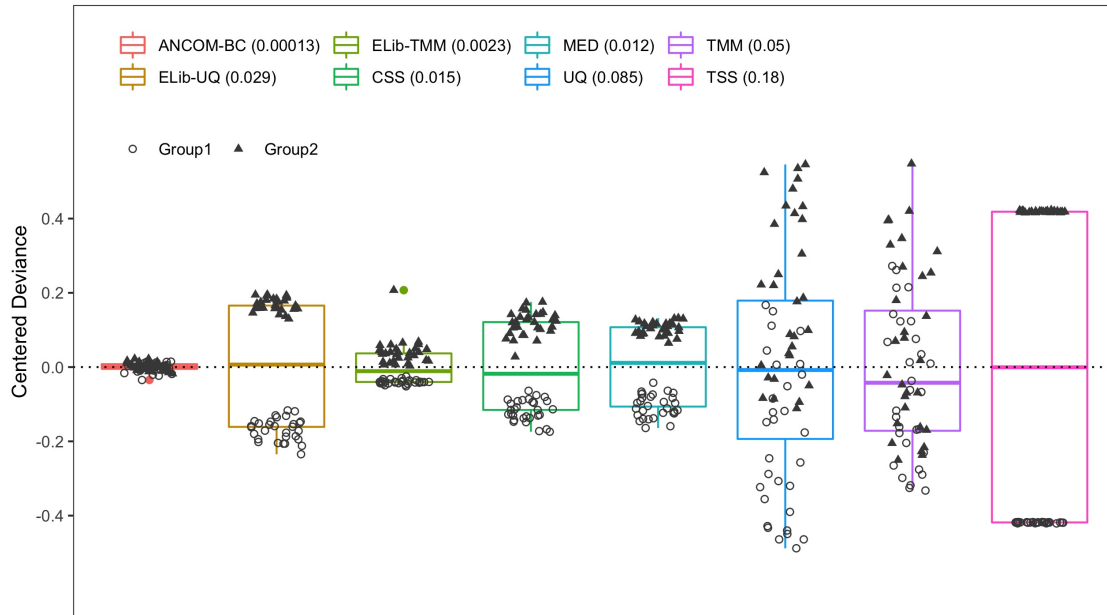 ANCOM-BC (0.00013) ELib-TMM (0.0023) MED (0.012) TMM (0.05)
ELib-UQ (0.029) CSS (0.015) UQ (0.085) TSS (0.18)
Group1 Group2
Centered Deviance
0.4
0.2
0.0
-0.2
-0.4